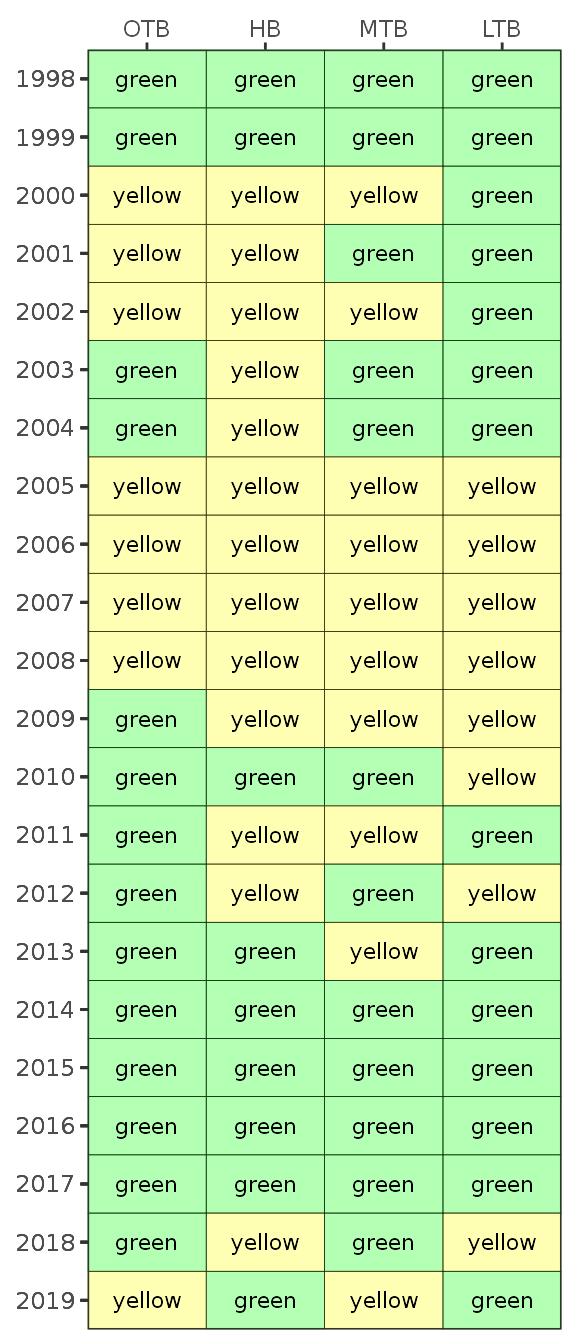 OTB HB MTB LTB
1998 green green green green
1999 green green green green
2000 yellow yellow yellow green
2001 yellow yellow green green
2002 yellow yellow yellow green
2003 green yellow green green
2004 green yellow green green
2005 yellow yellow yellow yellow
2006 yellow yellow yellow yellow
2007 yellow yellow yellow yellow
2008 yellow yellow yellow yellow
2009 green yellow yellow yellow
2010 green green green yellow
2011 green yellow yellow green
2012 green yellow green yellow
2013 green green yellow green
2014 green green green green
2015 green green green green
2016 green green green green
2017 green green green green
2018 green yellow green yellow
2019 yellow green yellow green